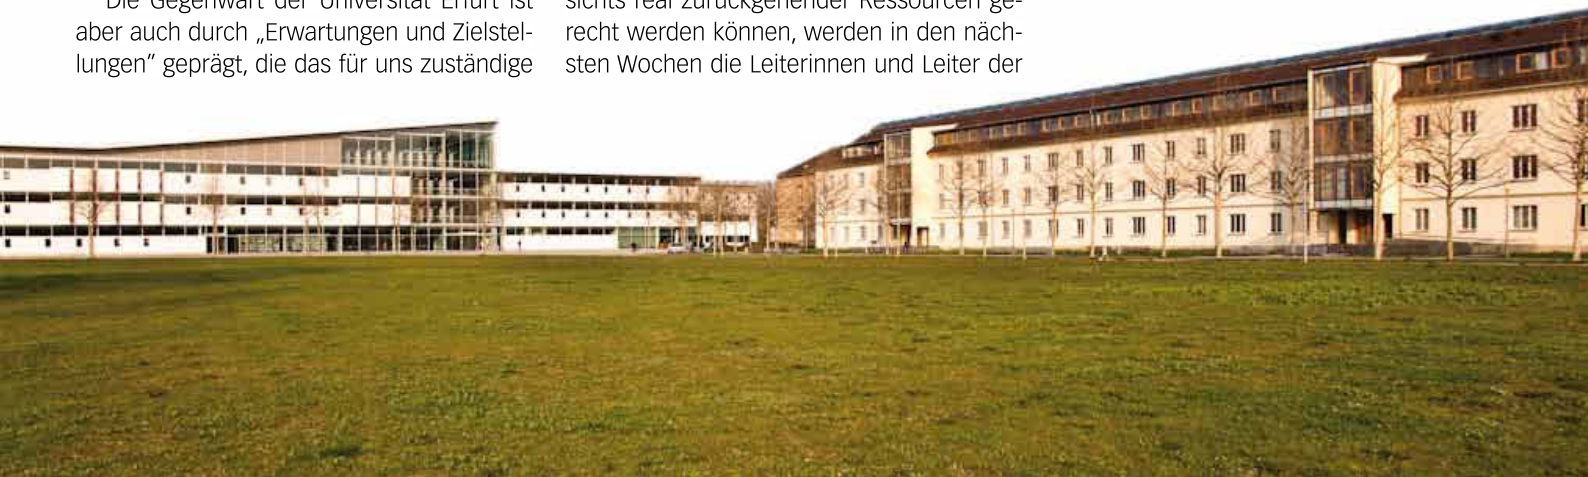 Die Gegenwart der Universität Erfurt ist
aber auch durch „Erwartungen und Zielstel-
lungen” geprägt, die das für uns zuständige
sichts real zurückgehender Ressourcen ge-
recht werden können, werden in den näch-
sten Wochen die Leiterinnen und Leiter der